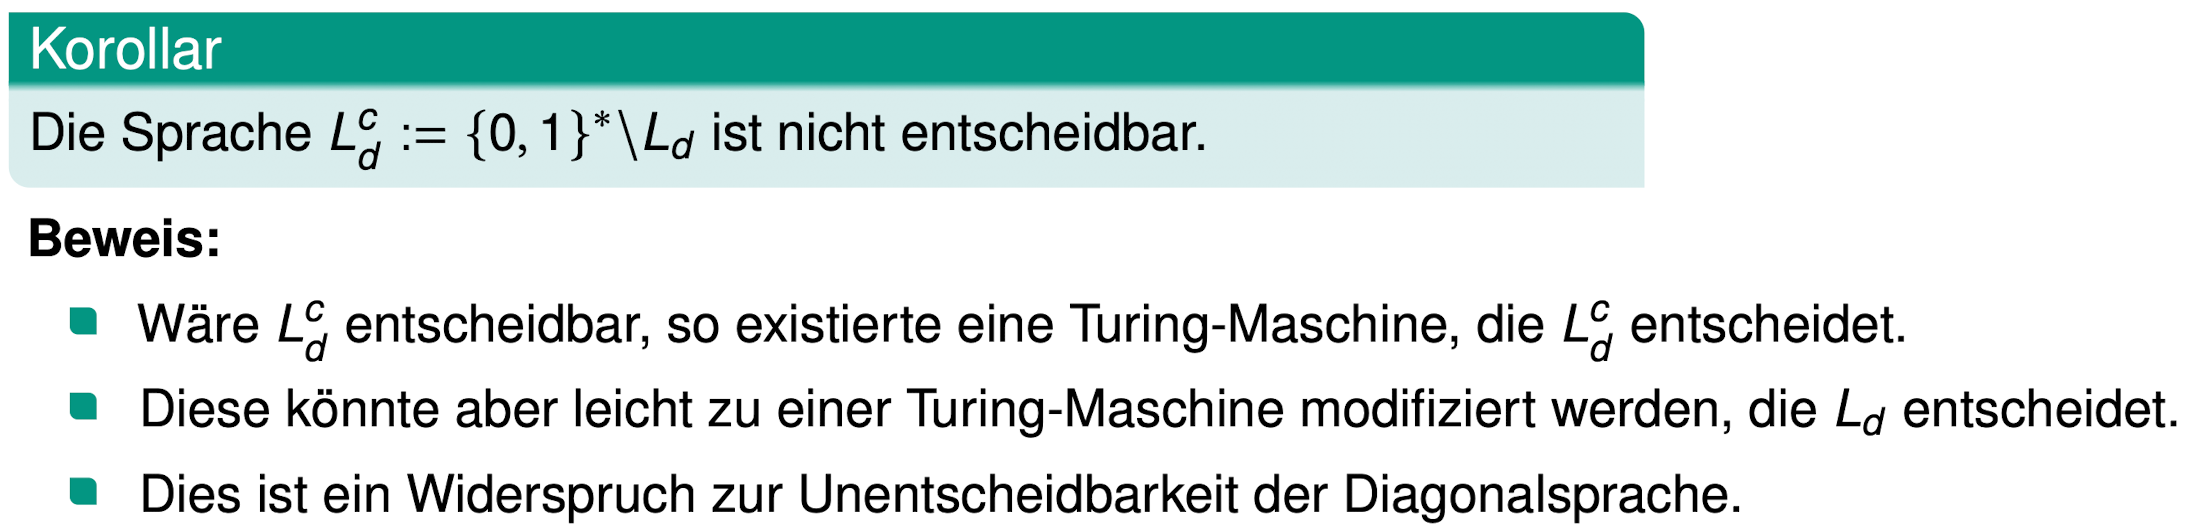 Korollar
Die Sprache $L_d^c := \{0, 1\}^* \backslash L_d$ ist nicht entscheidbar.
Beweis:
Wäre $L_d^c$ entscheidbar, so existierte eine Turing-Maschine, die $L_d^c$ entscheidet.
Diese könnte aber leicht zu einer Turing-Maschine modifiziert werden, die $L_d$ entscheidet.
Dies ist ein Widerspruch zur Unentscheidbarkeit der Diagonalsprache.